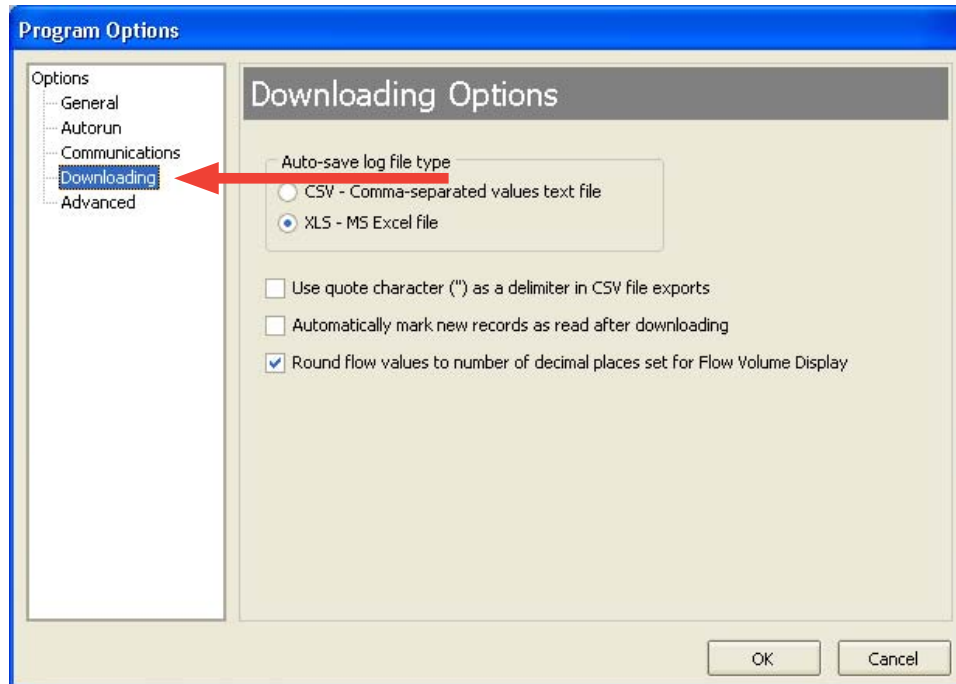 Program Options
Options
General
Autorun
Communications
Downloading
Advanced
Downloading Options
Auto-save log file type
CSV - Comma-separated values text file
XLS - MS Excel file
Use quote character (") as a delimiter in CSV file exports
Automatically mark new records as read after downloading
Round flow values to number of decimal places set for Flow Volume Display
OK
Cancel